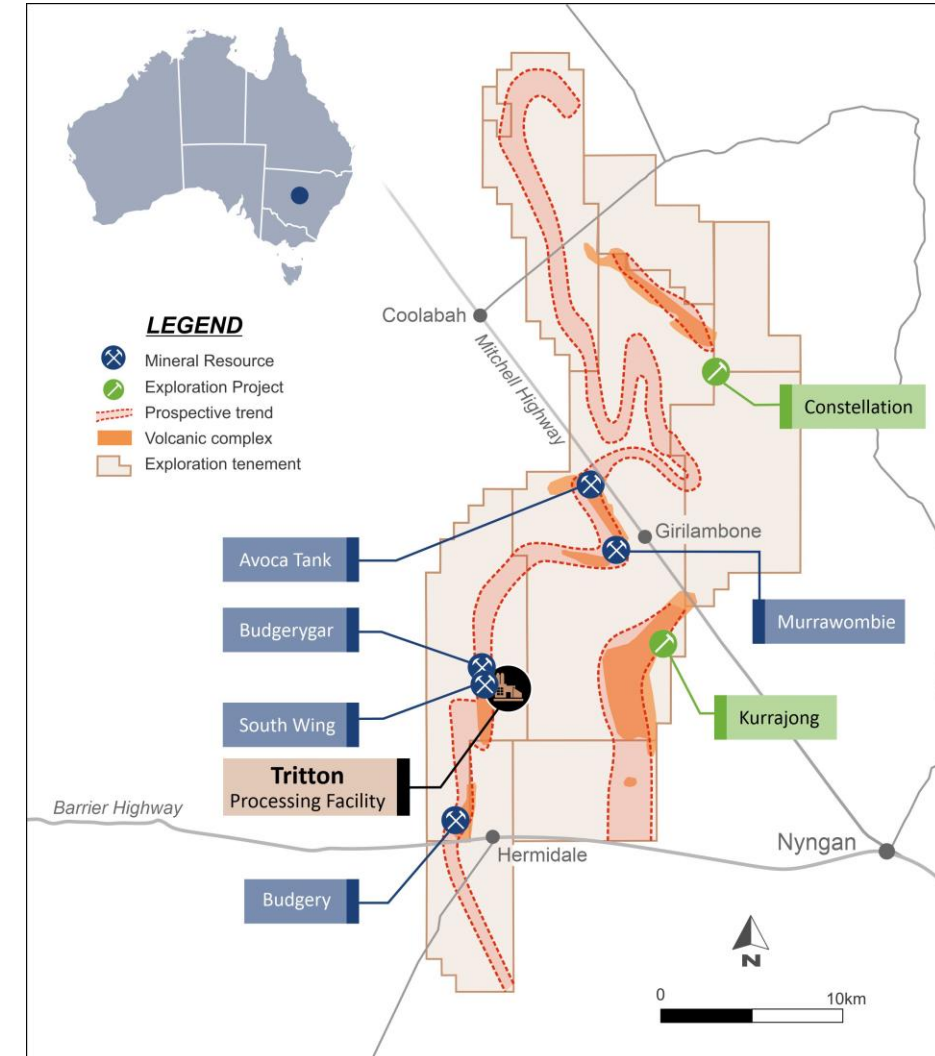 LEGEND
Mineral Resource
Exploration Project
Prospective trend
Volcanic complex
Exploration tenement
Coolabah
Mitchell Highway
Constellation
Avoca Tank
Girilambone
Budgerygar
Murrawombie
South Wing
Kurrajong
Tritton
Processing Facility
Barrier Highway
Hermidale
Nyngan
Budgery
N
0 10km